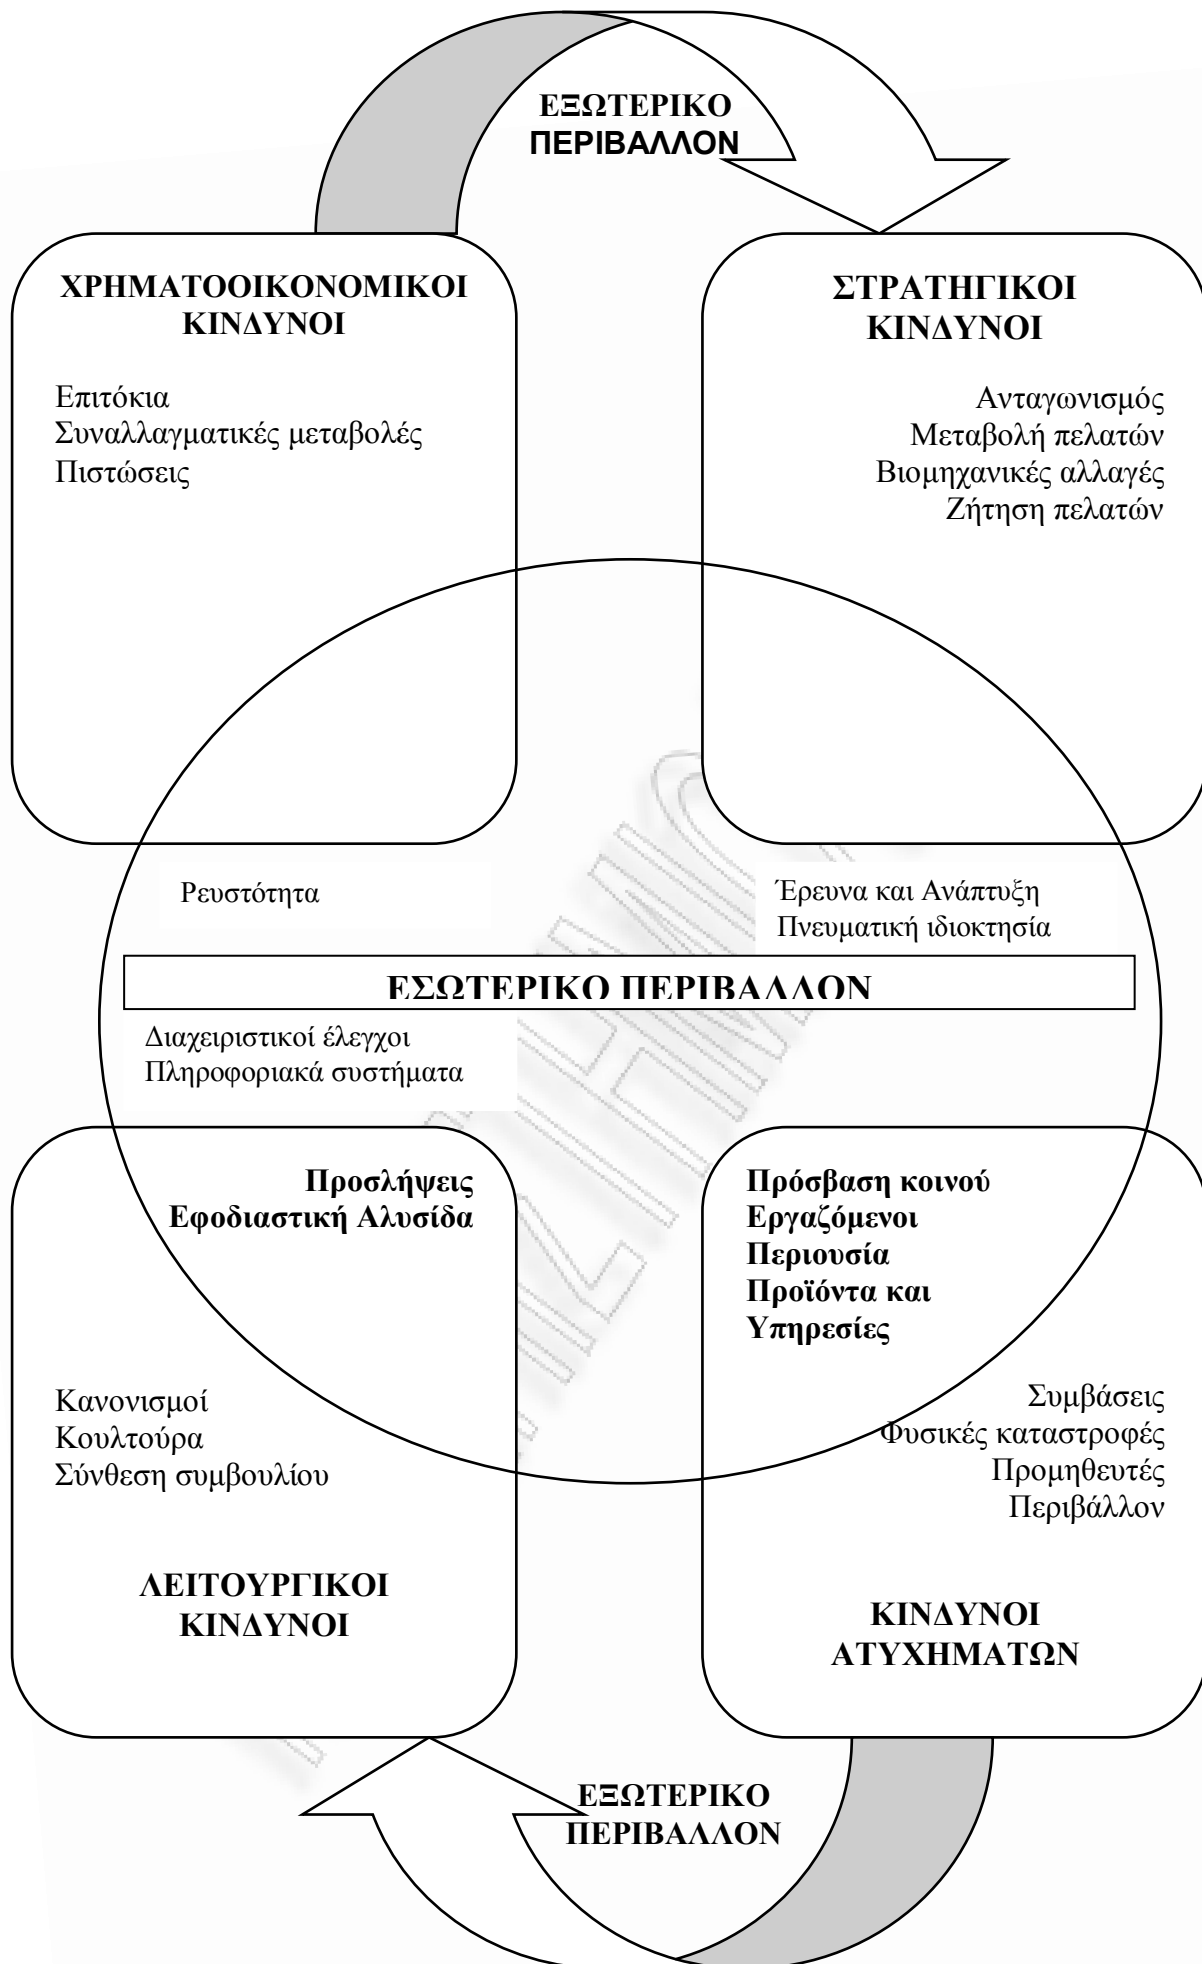 ΕΞΩΤΕΡΙΚΟ
ΠΕΡΙΒΑΛΛΟΝ
ΧΡΗΜΑΤΟΟΙΚΟΝΟΜΙΚΟΙ
ΚΙΝΔΥΝΟΙ
Επιτόκια
Συναλλαγματικές μεταβολές
Πιστώσεις
ΣΤΡΑΤΗΓΙΚΟΙ
ΚΙΝΔΥΝΟΙ
Ανταγωνισμός
Μεταβολή πελατών
Βιομηχανικές αλλαγές
Ζήτηση πελατών
Ρευστότητα
Έρευνα και Ανάπτυξη
Πνευματική ιδιοκτησία
ΕΣΩΤΕΡΙΚΟ ΠΕΡΙΒΑΛΛΟΝ
Διαχειριστικοί έλεγχοι
Πληροφοριακά συστήματα
Προσλήψεις
Εφοδιαστική Αλυσίδα
Κανονισμοί
Κουλτούρα
Σύνθεση συμβουλίου
ΛΕΙΤΟΥΡΓΙΚΟΙ
ΚΙΝΔΥΝΟΙ
Πρόσβαση κοινού
Εργαζόμενοι
Περιουσία
Προϊόντα και
Υπηρεσίες
Συμβάσεις
Φυσικές καταστροφές
Προμηθευτές
Περιβάλλον
ΚΙΝΔΥΝΟΙ
ΑΤΥΧΗΜΑΤΩΝ
ΕΞΩΤΕΡΙΚΟ
ΠΕΡΙΒΑΛΛΟΝ